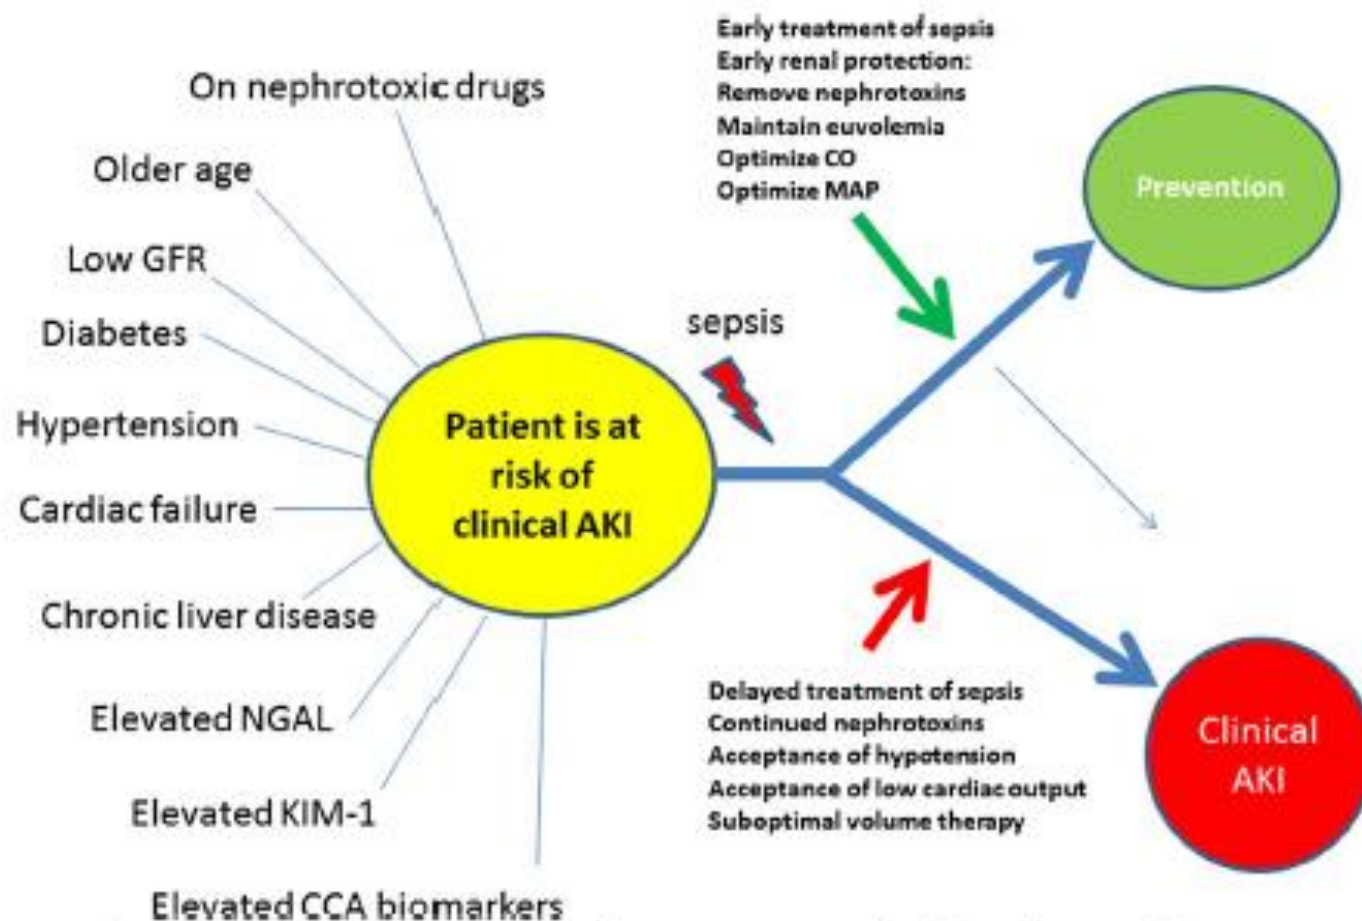 On nephrotoxic drugs
Older age
Low GFR
Diabetes
Hypertension
Cardiac failure
Chronic liver disease
Elevated NGAL
Elevated KIM-1
Elevated CCA biomarkers
Patient is at
risk of
clinical AKI
sepsis
Early treatment of sepsis
Early renal protection:
Remove nephrotoxins
Maintain euvolemia
Optimize CO
Optimize MAP
Prevention
Delayed treatment of sepsis
Continued nephrotoxins
Acceptance of hypotension
Acceptance of low cardiac output
Suboptimal volume therapy
Clinical
AKI